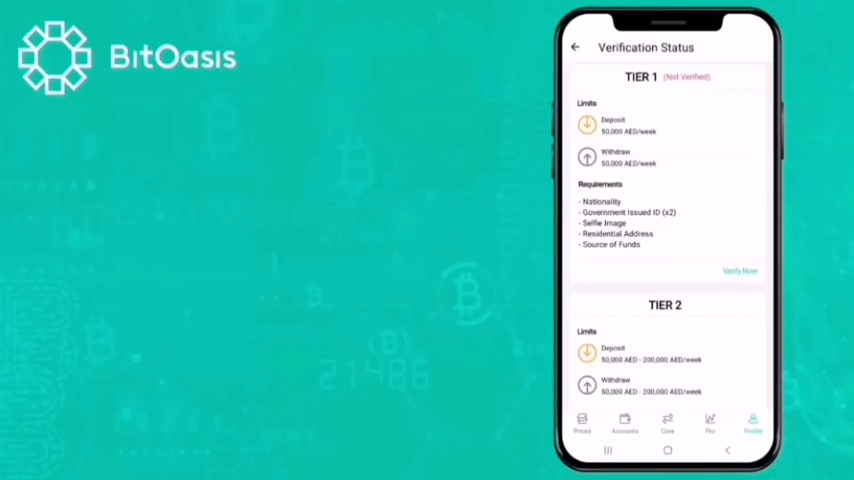 BitOasis
Verification Status
TIER 1 (Not Verified)
Limits
Deposit
50,000 AED/week
Withdraw
50,000 AED/week
Requirements
- Nationality
- Government Issued ID (x2)
- Selfie Image
- Residential Address
- Source of Funds
Verify Now
TIER 2
Limits
Deposit
50,000 AED - 200,000 AED/week
Withdraw
50,000 AED - 200,000 AED/week
Prices Accounts Core Pro Profile
21486